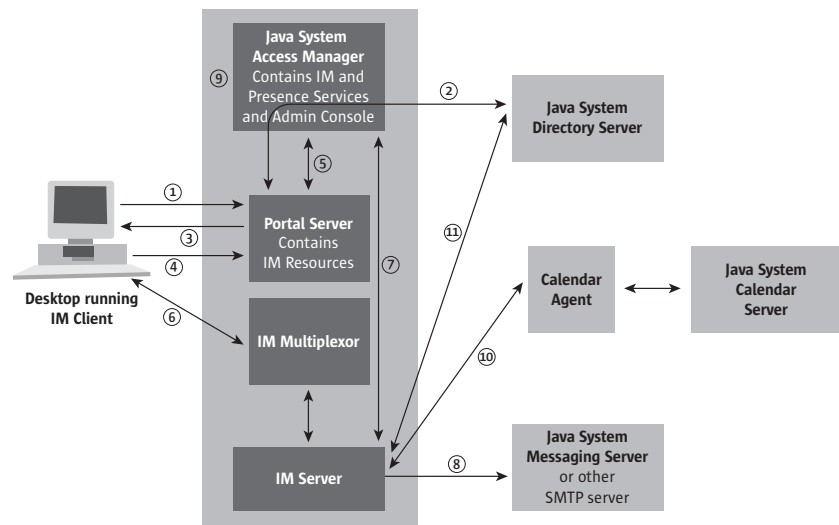 Java System
Access Manager
Contains IM and
Presence Services
and Admin Console
⑨
②
Java System
Directory Server
⑤
①
③
④
Portal Server
Contains
IM Resources
⑦
⑪
Desktop running
IM Client
⑥
IM Multiplexor
Calendar
Agent
Java System
Calendar
Server
⑩
IM Server
⑧
Java System
Messaging Server
or other
SMTP server